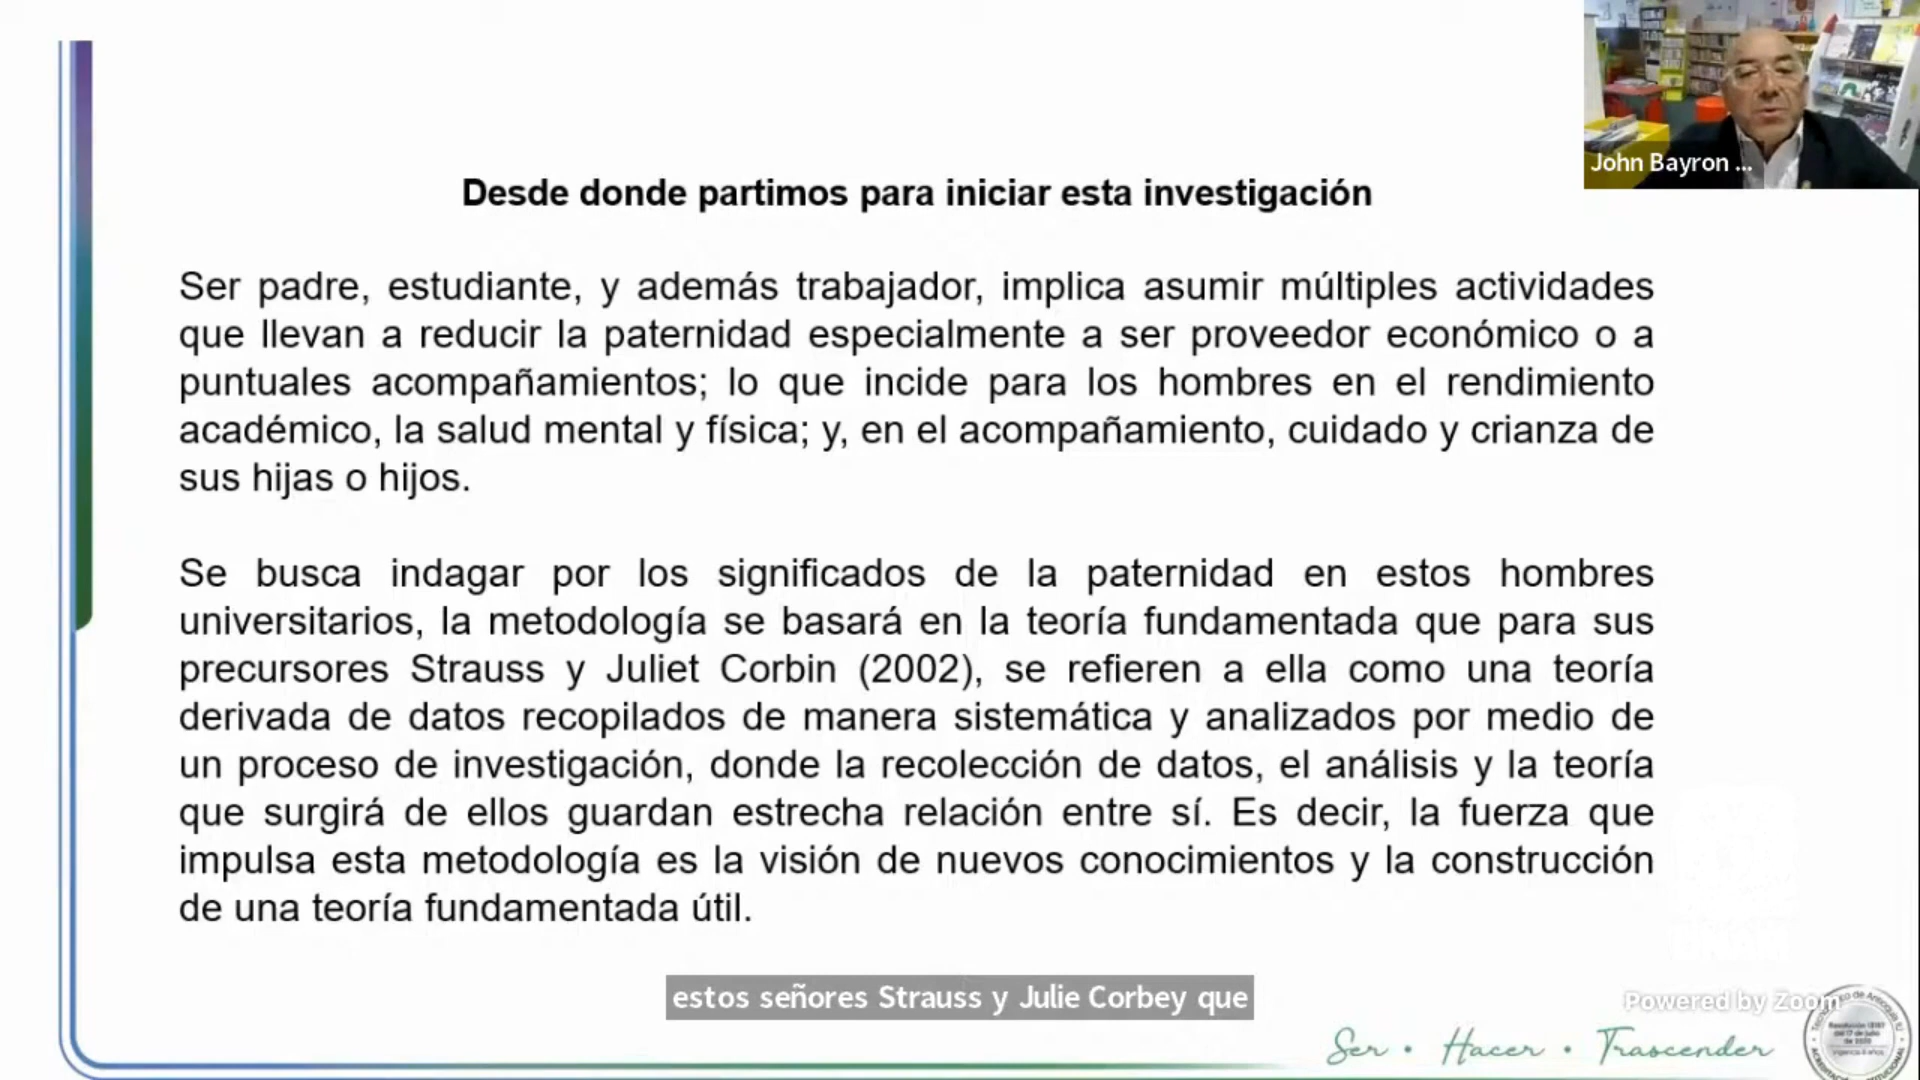 John Bayron ...
Desde donde partimos para iniciar esta investigación
Ser padre, estudiante, y además trabajador, implica asumir múltiples actividades
que llevan a reducir la paternidad especialmente a ser proveedor económico o a
puntuales acompañamientos; lo que incide para los hombres en el rendimiento
académico, la salud mental y física; y, en el acompañamiento, cuidado y crianza de
sus hijas o hijos.
Se busca indagar por los significados de la paternidad en estos hombres
universitarios, la metodología se basará en la teoría fundamentada que para sus
precursores Strauss y Juliet Corbin (2002), se refieren a ella como una teoría
derivada de datos recopilados de manera sistemática y analizados por medio de
un proceso de investigación, donde la recolección de datos, el análisis y la teoría
que surgirá de ellos guardan estrecha relación entre sí. Es decir, la fuerza que
impulsa esta metodología es la visión de nuevos conocimientos y la construcción
de una teoría fundamentada útil.
estos señores Strauss y Julie Corbey que
Powered by Zoom
Ser • Hacer • Trascender